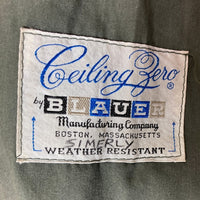 Ceiling Zero ®
by BLAUER
Manufacturing Company
BOSTON, MASSACHUSETTS
SIMERLY
WEATHER RESISTANT